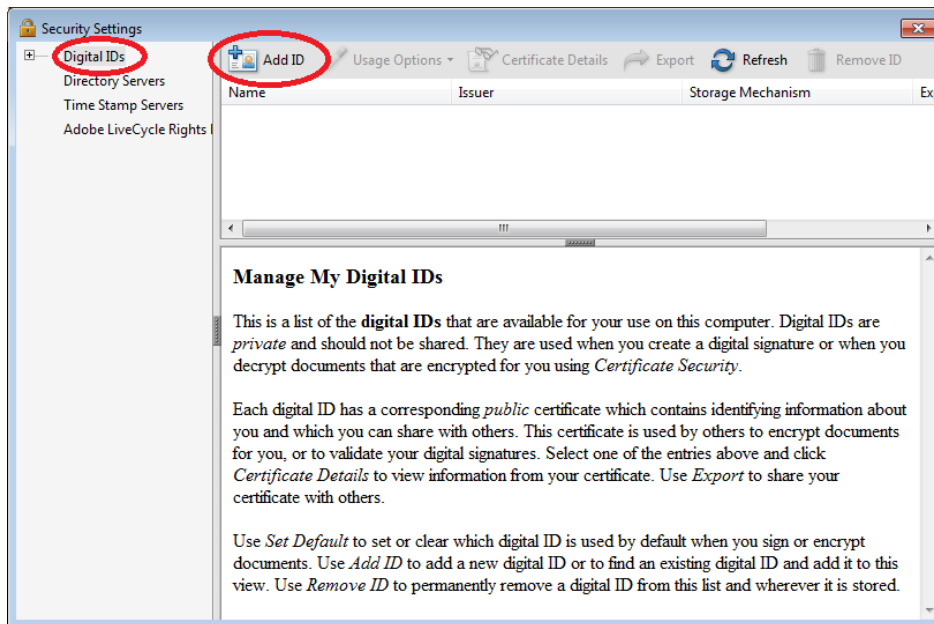 Security Settings
Digital IDs
Directory Servers
Time Stamp Servers
Adobe LiveCycle Rights
Add ID Usage Options Certificate Details Export Refresh Remove ID
Name Issuer Storage Mechanism Ex
Manage My Digital IDs
This is a list of the digital IDs that are available for your use on this computer. Digital IDs are
private and should not be shared. They are used when you create a digital signature or when you
decrypt documents that are encrypted for you using Certificate Security.
Each digital ID has a corresponding public certificate which contains identifying information about
you and which you can share with others. This certificate is used by others to encrypt documents
for you, or to validate your digital signatures. Select one of the entries above and click
Certificate Details to view information from your certificate. Use Export to share your
certificate with others.
Use Set Default to set or clear which digital ID is used by default when you sign or encrypt
documents. Use Add ID to add a new digital ID or to find an existing digital ID and add it to this
view. Use Remove ID to permanently remove a digital ID from this list and wherever it is stored.